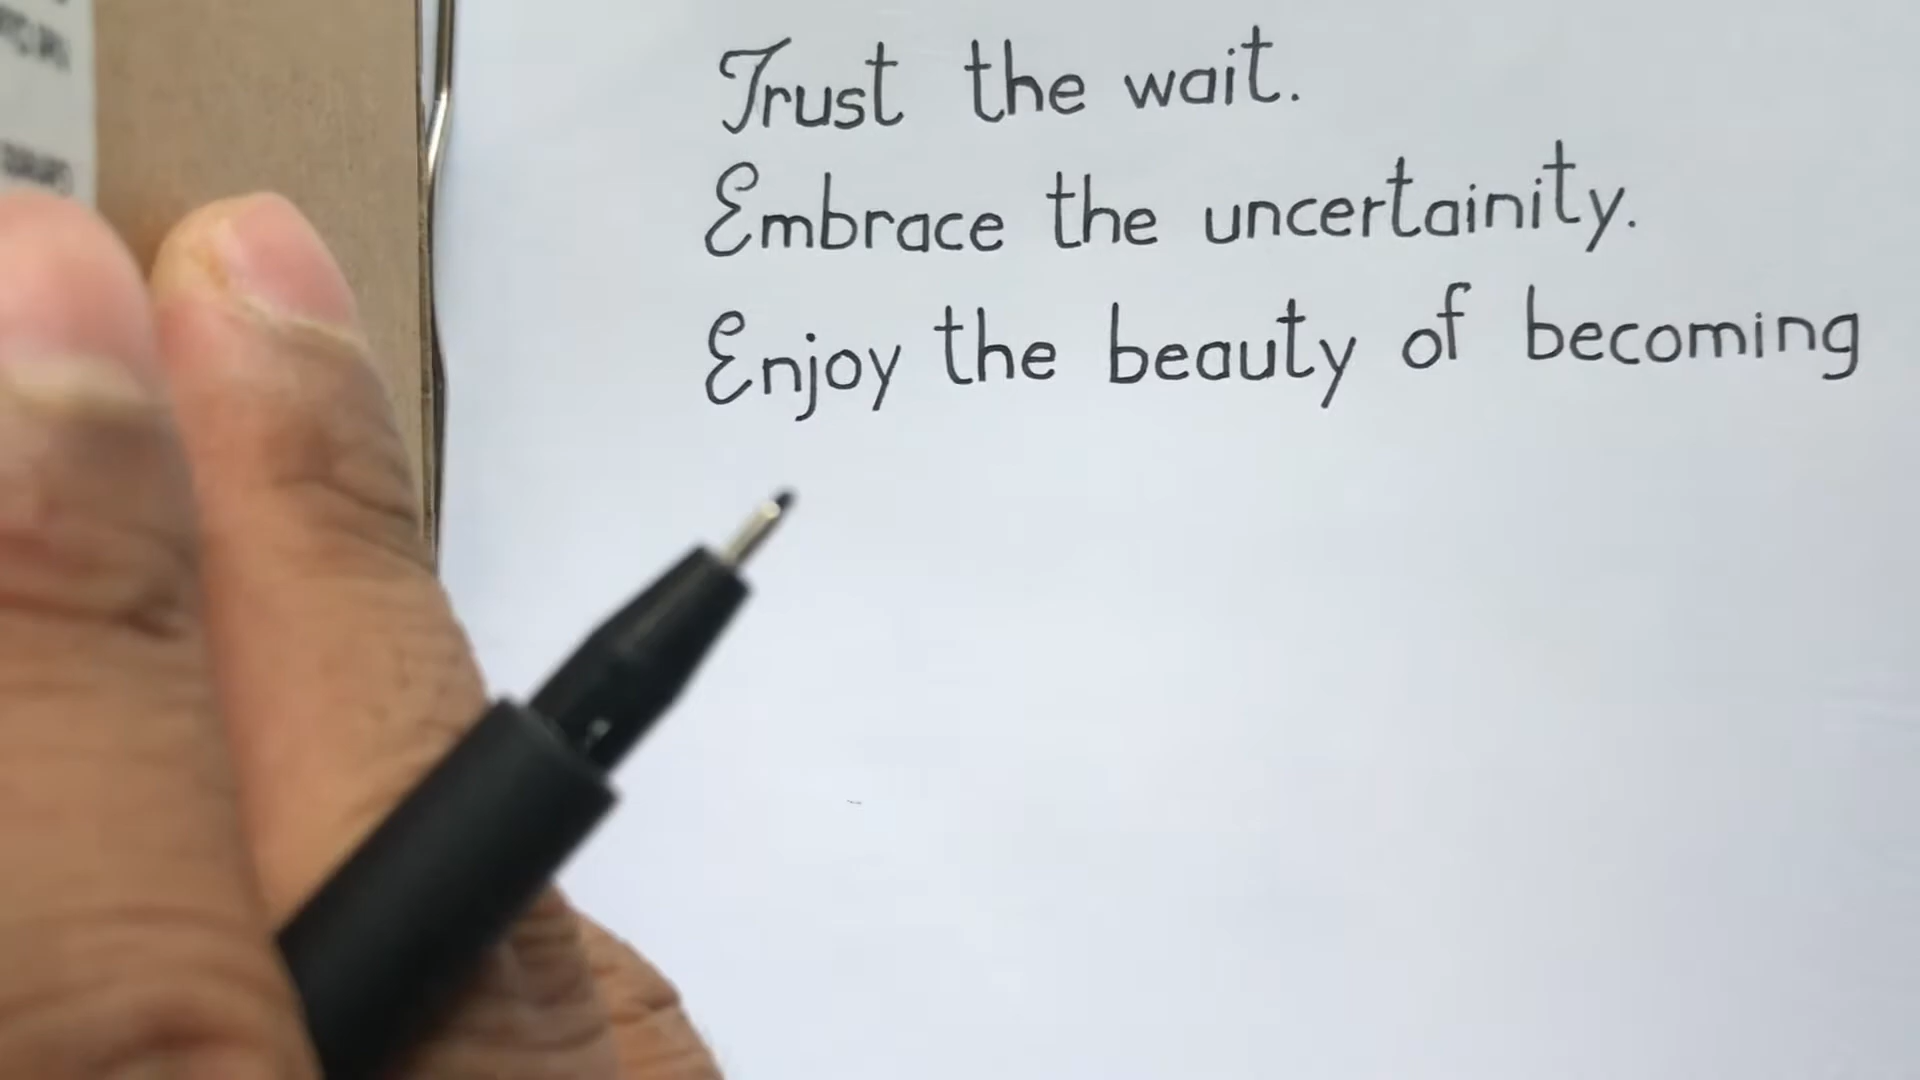 Trust the wait.
Embrace the uncertainity.
Enjoy the beauty of becoming